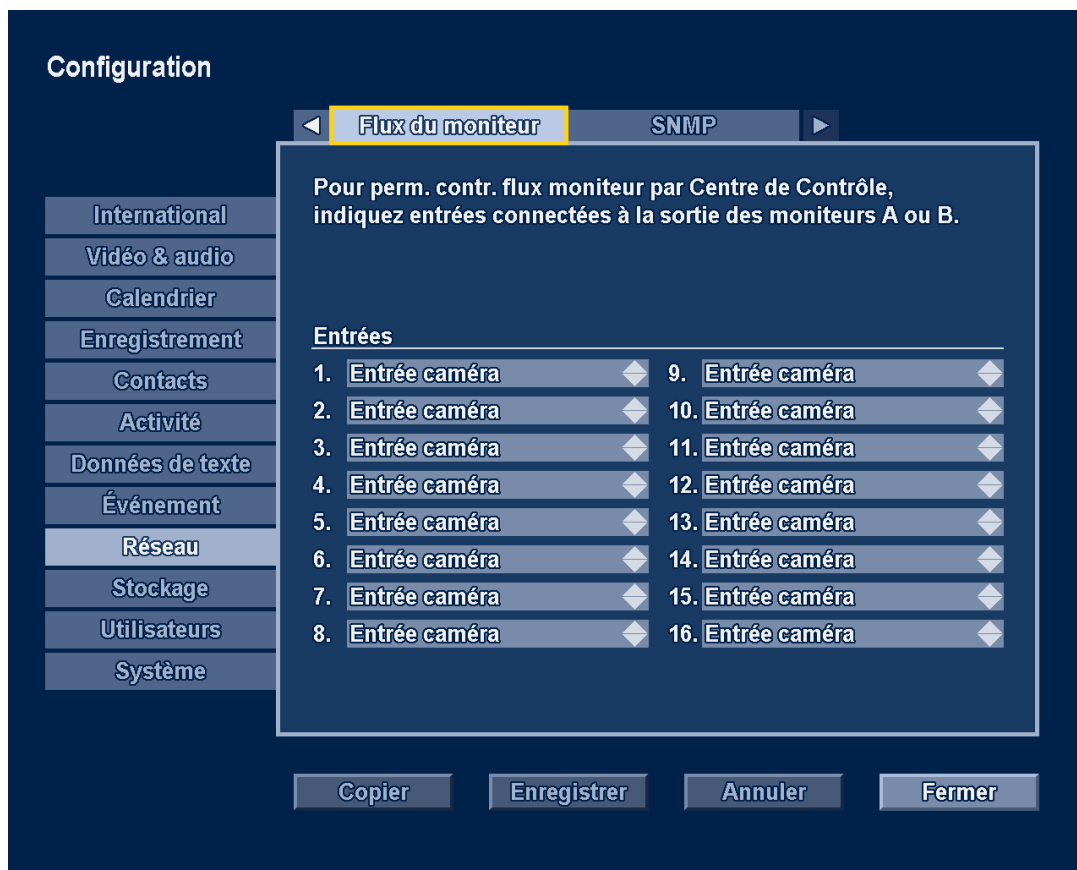 Configuration
Flux du moniteur SNMP
Pour perm. contr. flux moniteur par Centre de Contrôle,
indiquez entrées connectées à la sortie des moniteurs A ou B.
International
Vidéo & audio
Calendrier
Enregistrement
Contacts
Activité
Données de texte
Événement
Réseau
Stockage
Utilisateurs
Système
Entrées
1. Entrée caméra
2. Entrée caméra
3. Entrée caméra
4. Entrée caméra
5. Entrée caméra
6. Entrée caméra
7. Entrée caméra
8. Entrée caméra
9. Entrée caméra
10. Entrée caméra
11. Entrée caméra
12. Entrée caméra
13. Entrée caméra
14. Entrée caméra
15. Entrée caméra
16. Entrée caméra
Copier Enregistrer Annuler Fermer